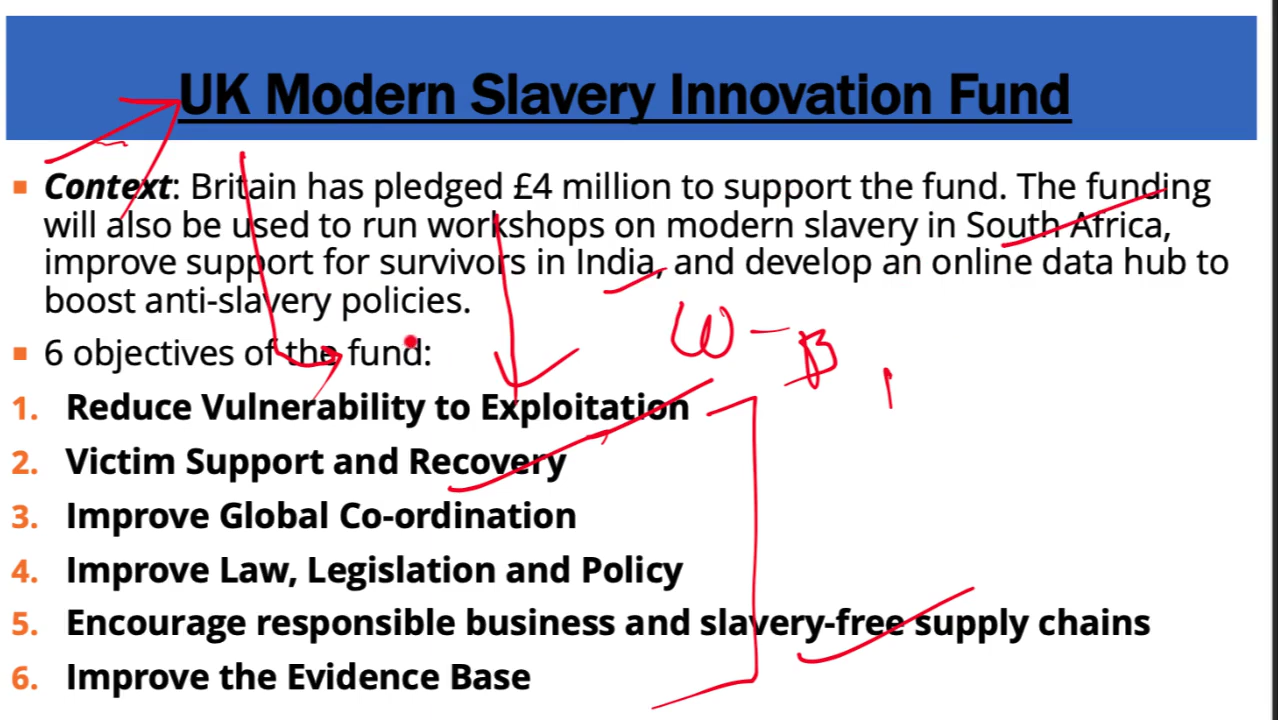 UK Modern Slavery Innovation Fund
▪ Context: Britain has pledged £4 million to support the fund. The funding
will also be used to run workshops on modern slavery in South Africa,
improve support for survivors in India, and develop an online data hub to
boost anti-slavery policies.
▪ 6 objectives of the fund:
1. Reduce Vulnerability to Exploitation
2. Victim Support and Recovery
3. Improve Global Co-ordination
4. Improve Law, Legislation and Policy
5. Encourage responsible business and slavery-free supply chains
6. Improve the Evidence Base